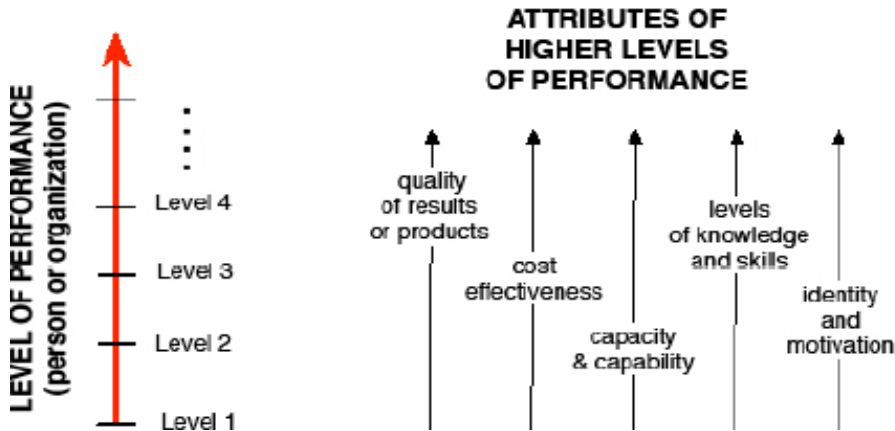 ATTRIBUTES OF
HIGHER LEVELS
OF PERFORMANCE
LEVEL OF PERFORMANCE
(person or organization)
Level 4
Level 3
Level 2
Level 1
quality
of results
or products
cost
effectiveness
capacity
& capability
levels
of knowledge
and skills
identity
and
motivation